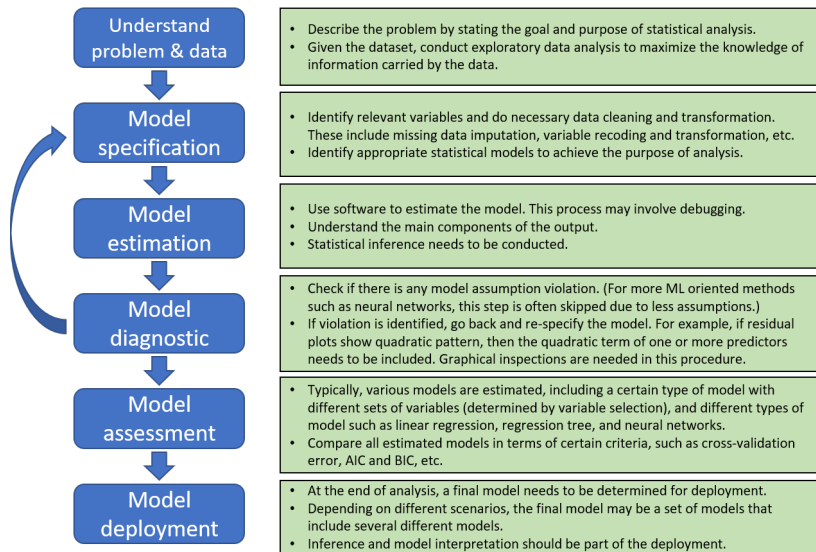 Understand
problem & data
• Describe the problem by stating the goal and purpose of statistical analysis.
• Given the dataset, conduct exploratory data analysis to maximize the knowledge of
information carried by the data.
Model
specification
• Identify relevant variables and do necessary data cleaning and transformation.
These include missing data imputation, variable recoding and transformation, etc.
• Identify appropriate statistical models to achieve the purpose of analysis.
Model
estimation
• Use software to estimate the model. This process may involve debugging.
• Understand the main components of the output.
• Statistical inference needs to be conducted.
Model
diagnostic
• Check if there is any model assumption violation. (For more ML oriented methods
such as neural networks, this step is often skipped due to less assumptions.)
• If violation is identified, go back and re-specify the model. For example, if residual
plots show quadratic pattern, then the quadratic term of one or more predictors
needs to be included. Graphical inspections are needed in this procedure.
Model
assessment
• Typically, various models are estimated, including a certain type of model with
different sets of variables (determined by variable selection), and different types of
model such as linear regression, regression tree, and neural networks.
• Compare all estimated models in terms of certain criteria, such as cross-validation
error, AIC and BIC, etc.
Model
deployment
• At the end of analysis, a final model needs to be determined for deployment.
• Depending on different scenarios, the final model may be a set of models that
include several different models.
• Inference and model interpretation should be part of the deployment.